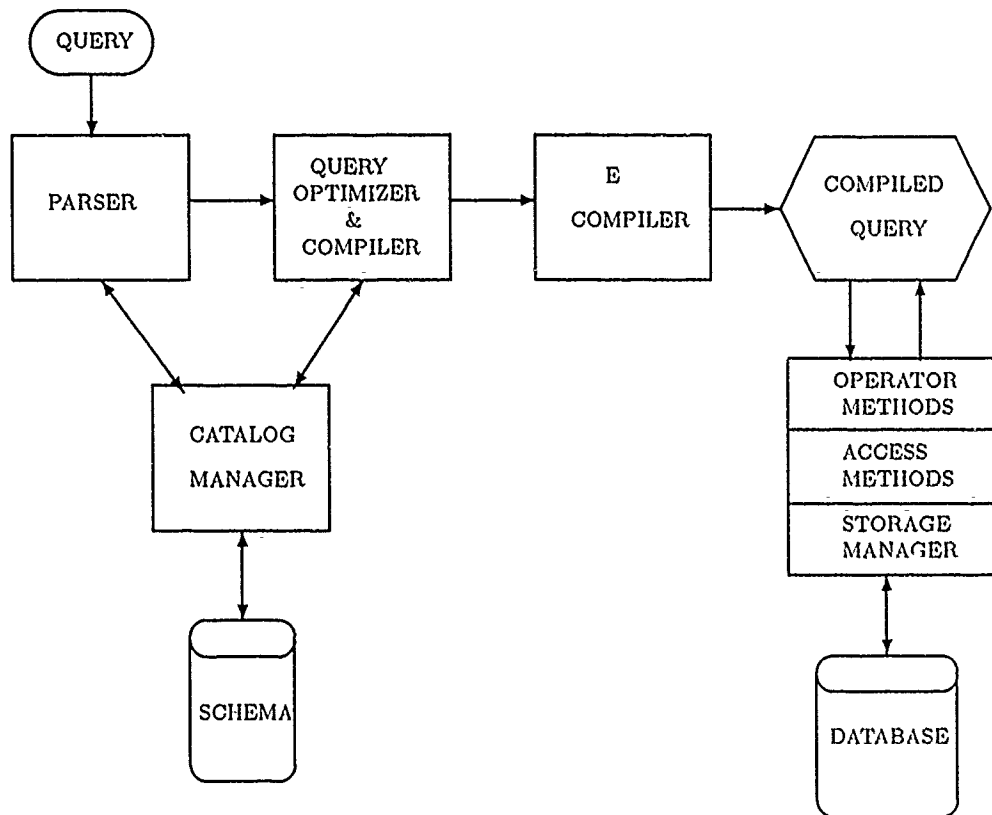 QUERY
PARSER
QUERY
OPTIMIZER
&
COMPILER
E
COMPILER
COMPILED
QUERY
CATALOG
MANAGER
OPERATOR
METHODS
ACCESS
METHODS
STORAGE
MANAGER
SCHEMA
DATABASE